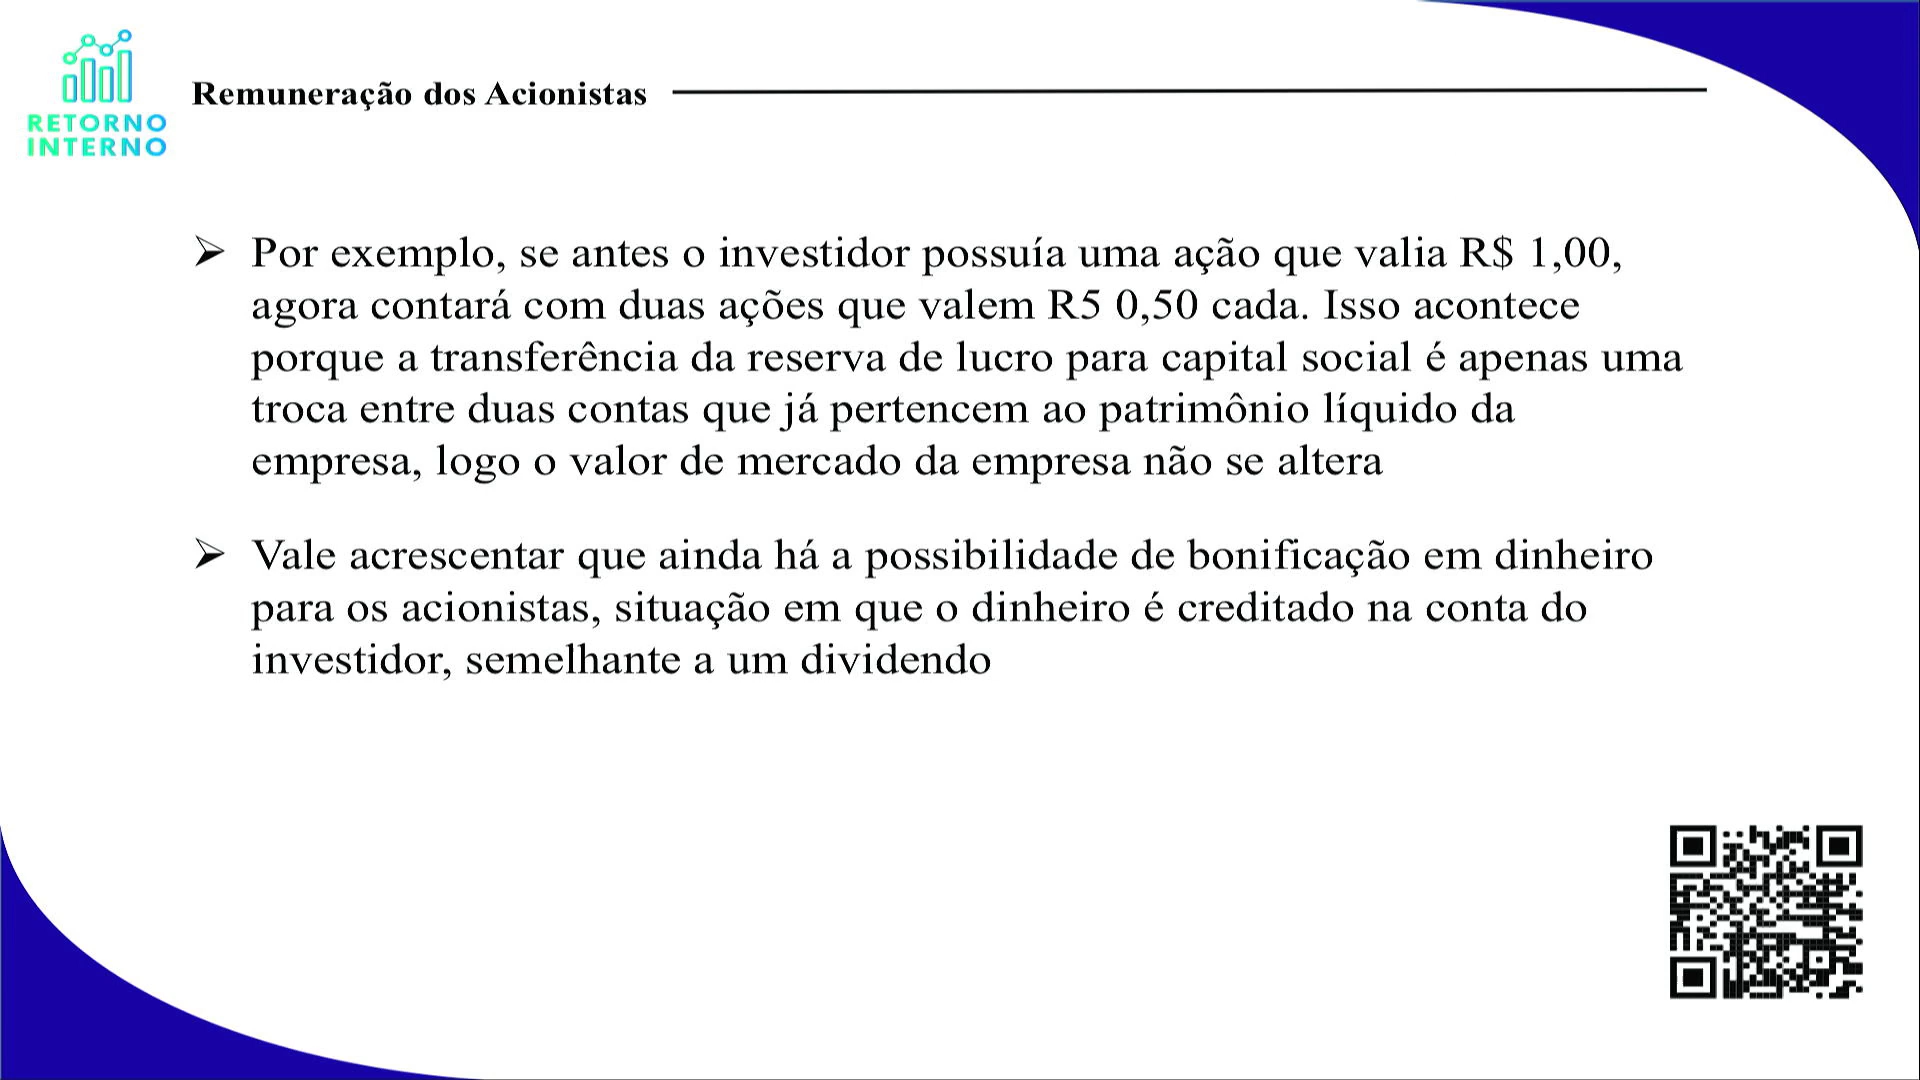 RETORNO
INTERNO
Remuneração dos Acionistas
Por exemplo, se antes o investidor possuía uma ação que valia R$ 1,00,
agora contará com duas ações que valem R5 0,50 cada. Isso acontece
porque a transferência da reserva de lucro para capital social é apenas uma
troca entre duas contas que já pertencem ao patrimônio líquido da
empresa, logo o valor de mercado da empresa não se altera
Vale acrescentar que ainda há a possibilidade de bonificação em dinheiro
para os acionistas, situação em que o dinheiro é creditado na conta do
investidor, semelhante a um dividendo